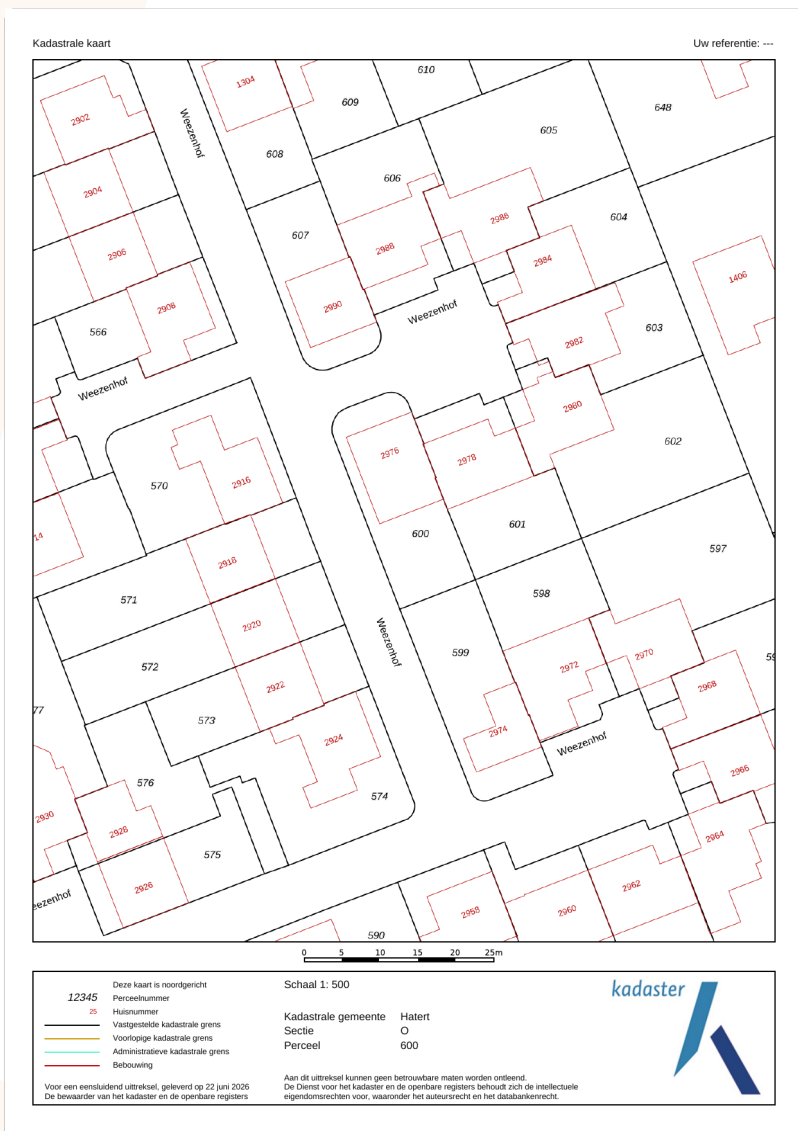 Kadastrale kaart
Uw referentie: ---
610
1304
609
648
2902
Weezenhof
605
608
606
2904
604
607
2986
2988
2906
2984
1406
2990
2908
Weezenhof
603
566
2982
Weezenhof
2980
602
2976
2978
2916
570
14
601
600
597
2918
598
571
2920
Weezenhof
599
2970
572
2972
2922
2968
77
573
2974
2924
Weezenhof
2966
576
574
2930
2928
2964
575
2926
2962
eezenhof
2958
2960
590
0 5 10 15 20 25m
Deze kaart is noordgericht
12345 Perceelnummer
25 Huisnummer
Vastgestelde kadastrale grens
Voorlopige kadastrale grens
Administratieve kadastrale grens
Bebouwing
Voor een eensluidend uittreksel, geleverd op 22 juni 2026
De bewaarder van het kadaster en de openbare registers
Schaal 1: 500
Kadastrale gemeente Hatert
Sectie O
Perceel 600
Aan dit uittreksel kunnen geen betrouwbare maten worden ontleend.
De Dienst voor het kadaster en de openbare registers behoudt zich de intellectuele
eigendomsrechten voor, waaronder het auteursrecht en het databankenrecht.
kadaster